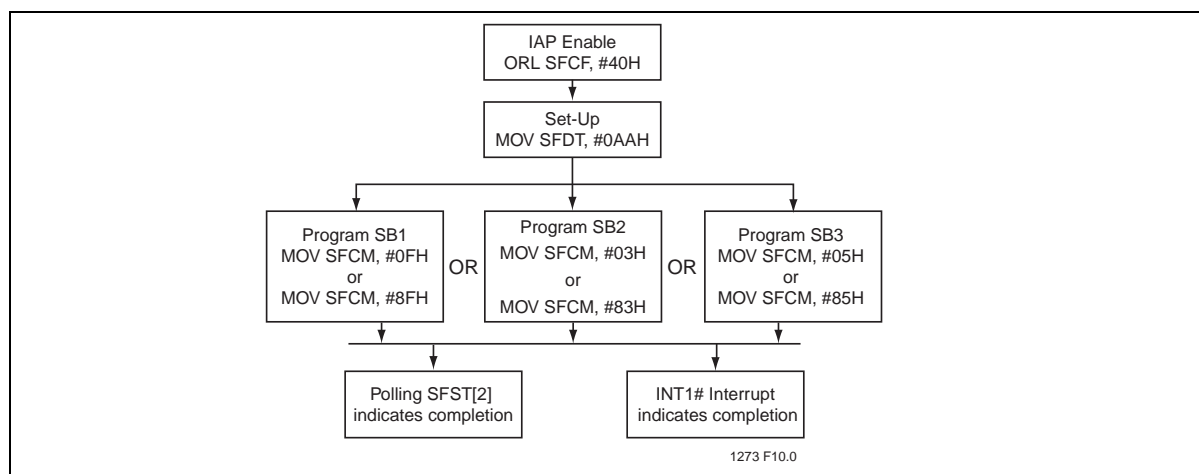 IAP Enable
ORL SFCF, #40H
Set-Up
MOV SFDT, #0AAH
Program SB1
MOV SFCM, #0FH
or
MOV SFCM, #8FH
OR
Program SB2
MOV SFCM, #03H
or
MOV SFCM, #83H
OR
Program SB3
MOV SFCM, #05H
or
MOV SFCM, #85H
Polling SFST[2]
indicates completion
INT1# Interrupt
indicates completion
1273 F10.0